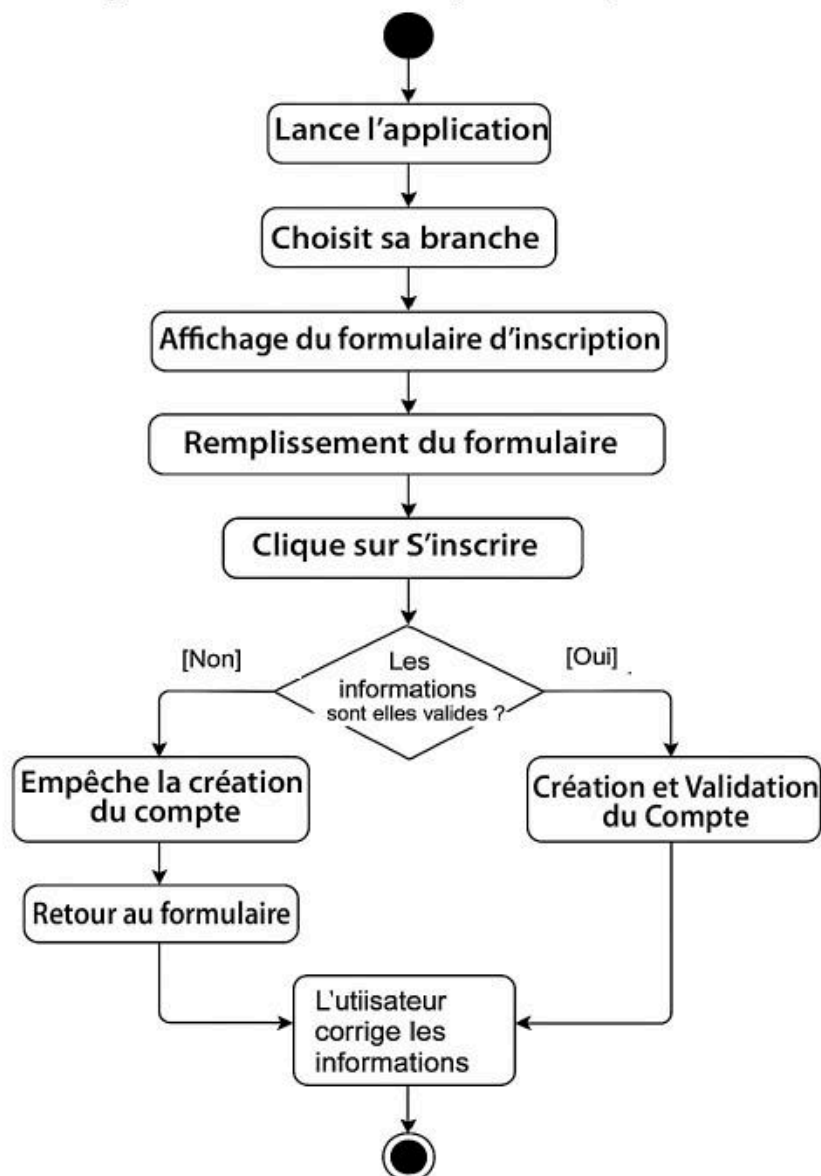 Lance l'application
Choisit sa branche
Affichage du formulaire d'inscription
Remplissement du formulaire
Clique sur S'inscrire
[Non]
Les
informations
sont elles valides ?
[Oui]
Empêche la création
du compte
Création et Validation
du Compte
Retour au formulaire
L'utiisateur
corrige les
informations